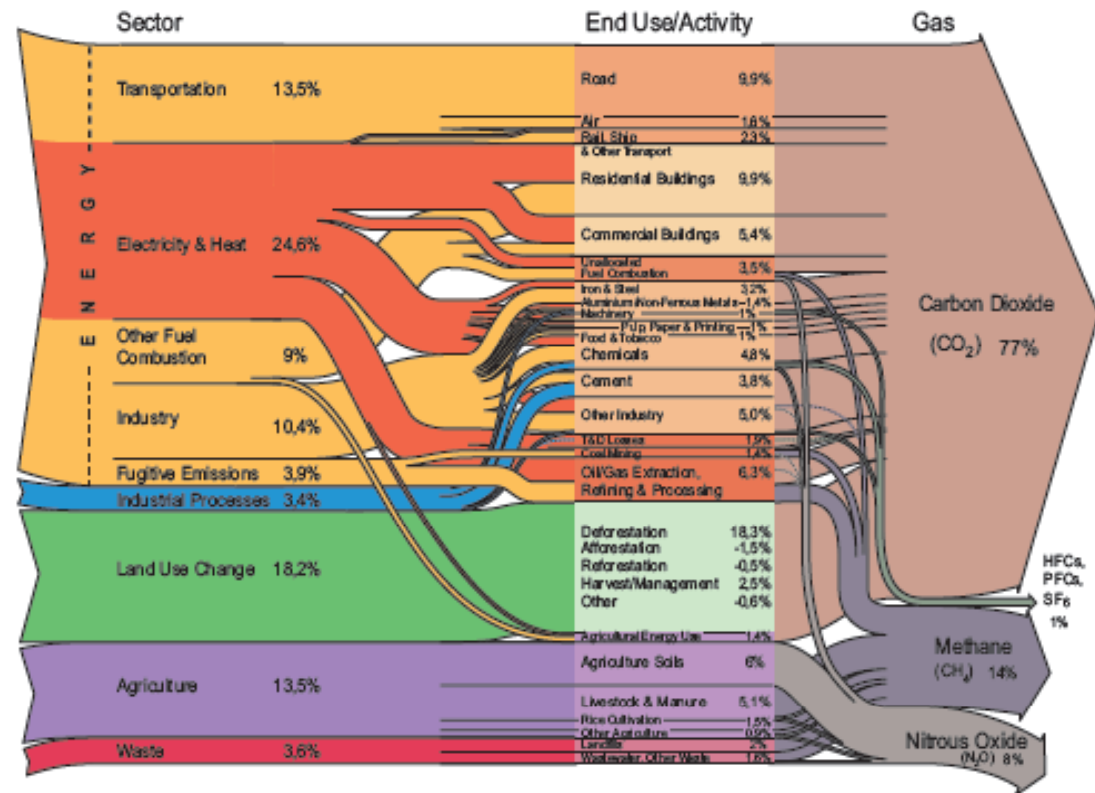 Sector
End Use/Activity
Gas
ENERGY
Transportation 13,5%
Electricity & Heat 24,6%
Other Fuel
Combustion 9%
Industry 10,4%
Fugitive Emissions 3,9%
Industrial Processes 3,4%
Land Use Change 18,2%
Agriculture 13,5%
Waste 3,6%
Road 9,9%
Air 1,6%
Rail, Ship 2,3%
& Other Transport
Residential Buildings 9,9%
Commercial Buildings 5,4%
Unallocated
Fuel Combustion 3,5%
Iron & Steel 3,2%
Aluminium/Non-Ferrous Metals 1,4%
Machinery 1%
Pulp, Paper & Printing 1%
Food & Tobacco 1%
Chemicals 4,8%
Cement 3,8%
Other Industry 5,0%
T&D Losses 1,9%
Coal Mining 1,4%
Oil/Gas Extraction, 6,3%
Refining & Processing
Deforestation 18,3%
Afforestation -1,5%
Reforestation -0,5%
Harvest/Management 2,5%
Other -0,6%
Agricultural Energy Use 1,4%
Agriculture Soils 6%
Livestock & Manure 5,1%
Rice Cultivation 1,5%
Other Agriculture 0,9%
Landfills 2%
Wastewater, Other Waste 1,6%
Carbon Dioxide
(CO₂) 77%
HFCs,
PFCs,
SF₆
1%
Methane
(CH₄) 14%
Nitrous Oxide
(N₂O) 8%